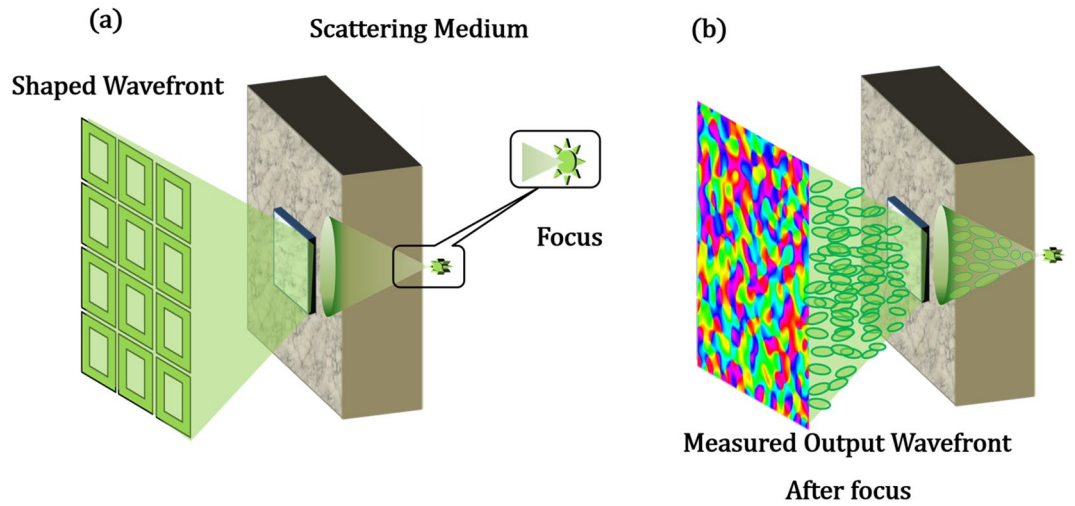 (a)
Scattering Medium
Shaped Wavefront
Focus
(b)
Measured Output Wavefront
After focus